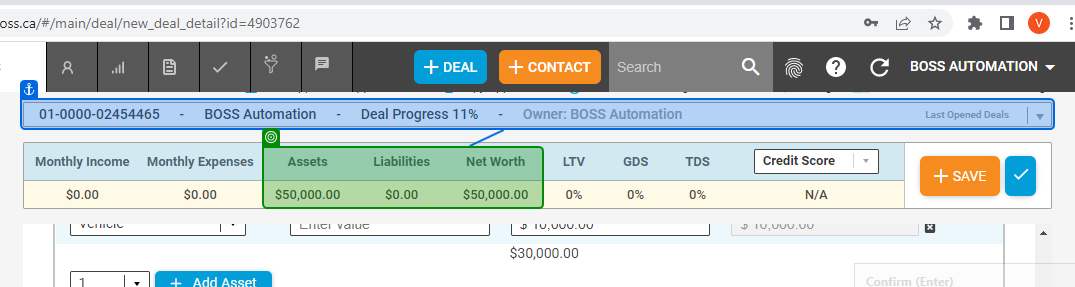 oss.ca/#/main/deal/new_deal_detail?id=4903762
V
+ DEAL
+ CONTACT
Search
BOSS AUTOMATION
01-0000-02454465 - BOSS Automation - Deal Progress 11% - Owner: BOSS Automation
Last Opened Deals
Monthly Income Monthly Expenses Assets Liabilities Net Worth LTV GDS TDS Credit Score
$0.00 $0.00 $50,000.00 $0.00 $50,000.00 0% 0% 0% N/A
+ SAVE
Vehicle Enter Value $ 10,000.00 $ 10,000.00
$30,000.00
1 + Add Asset
Confirm (Enter)